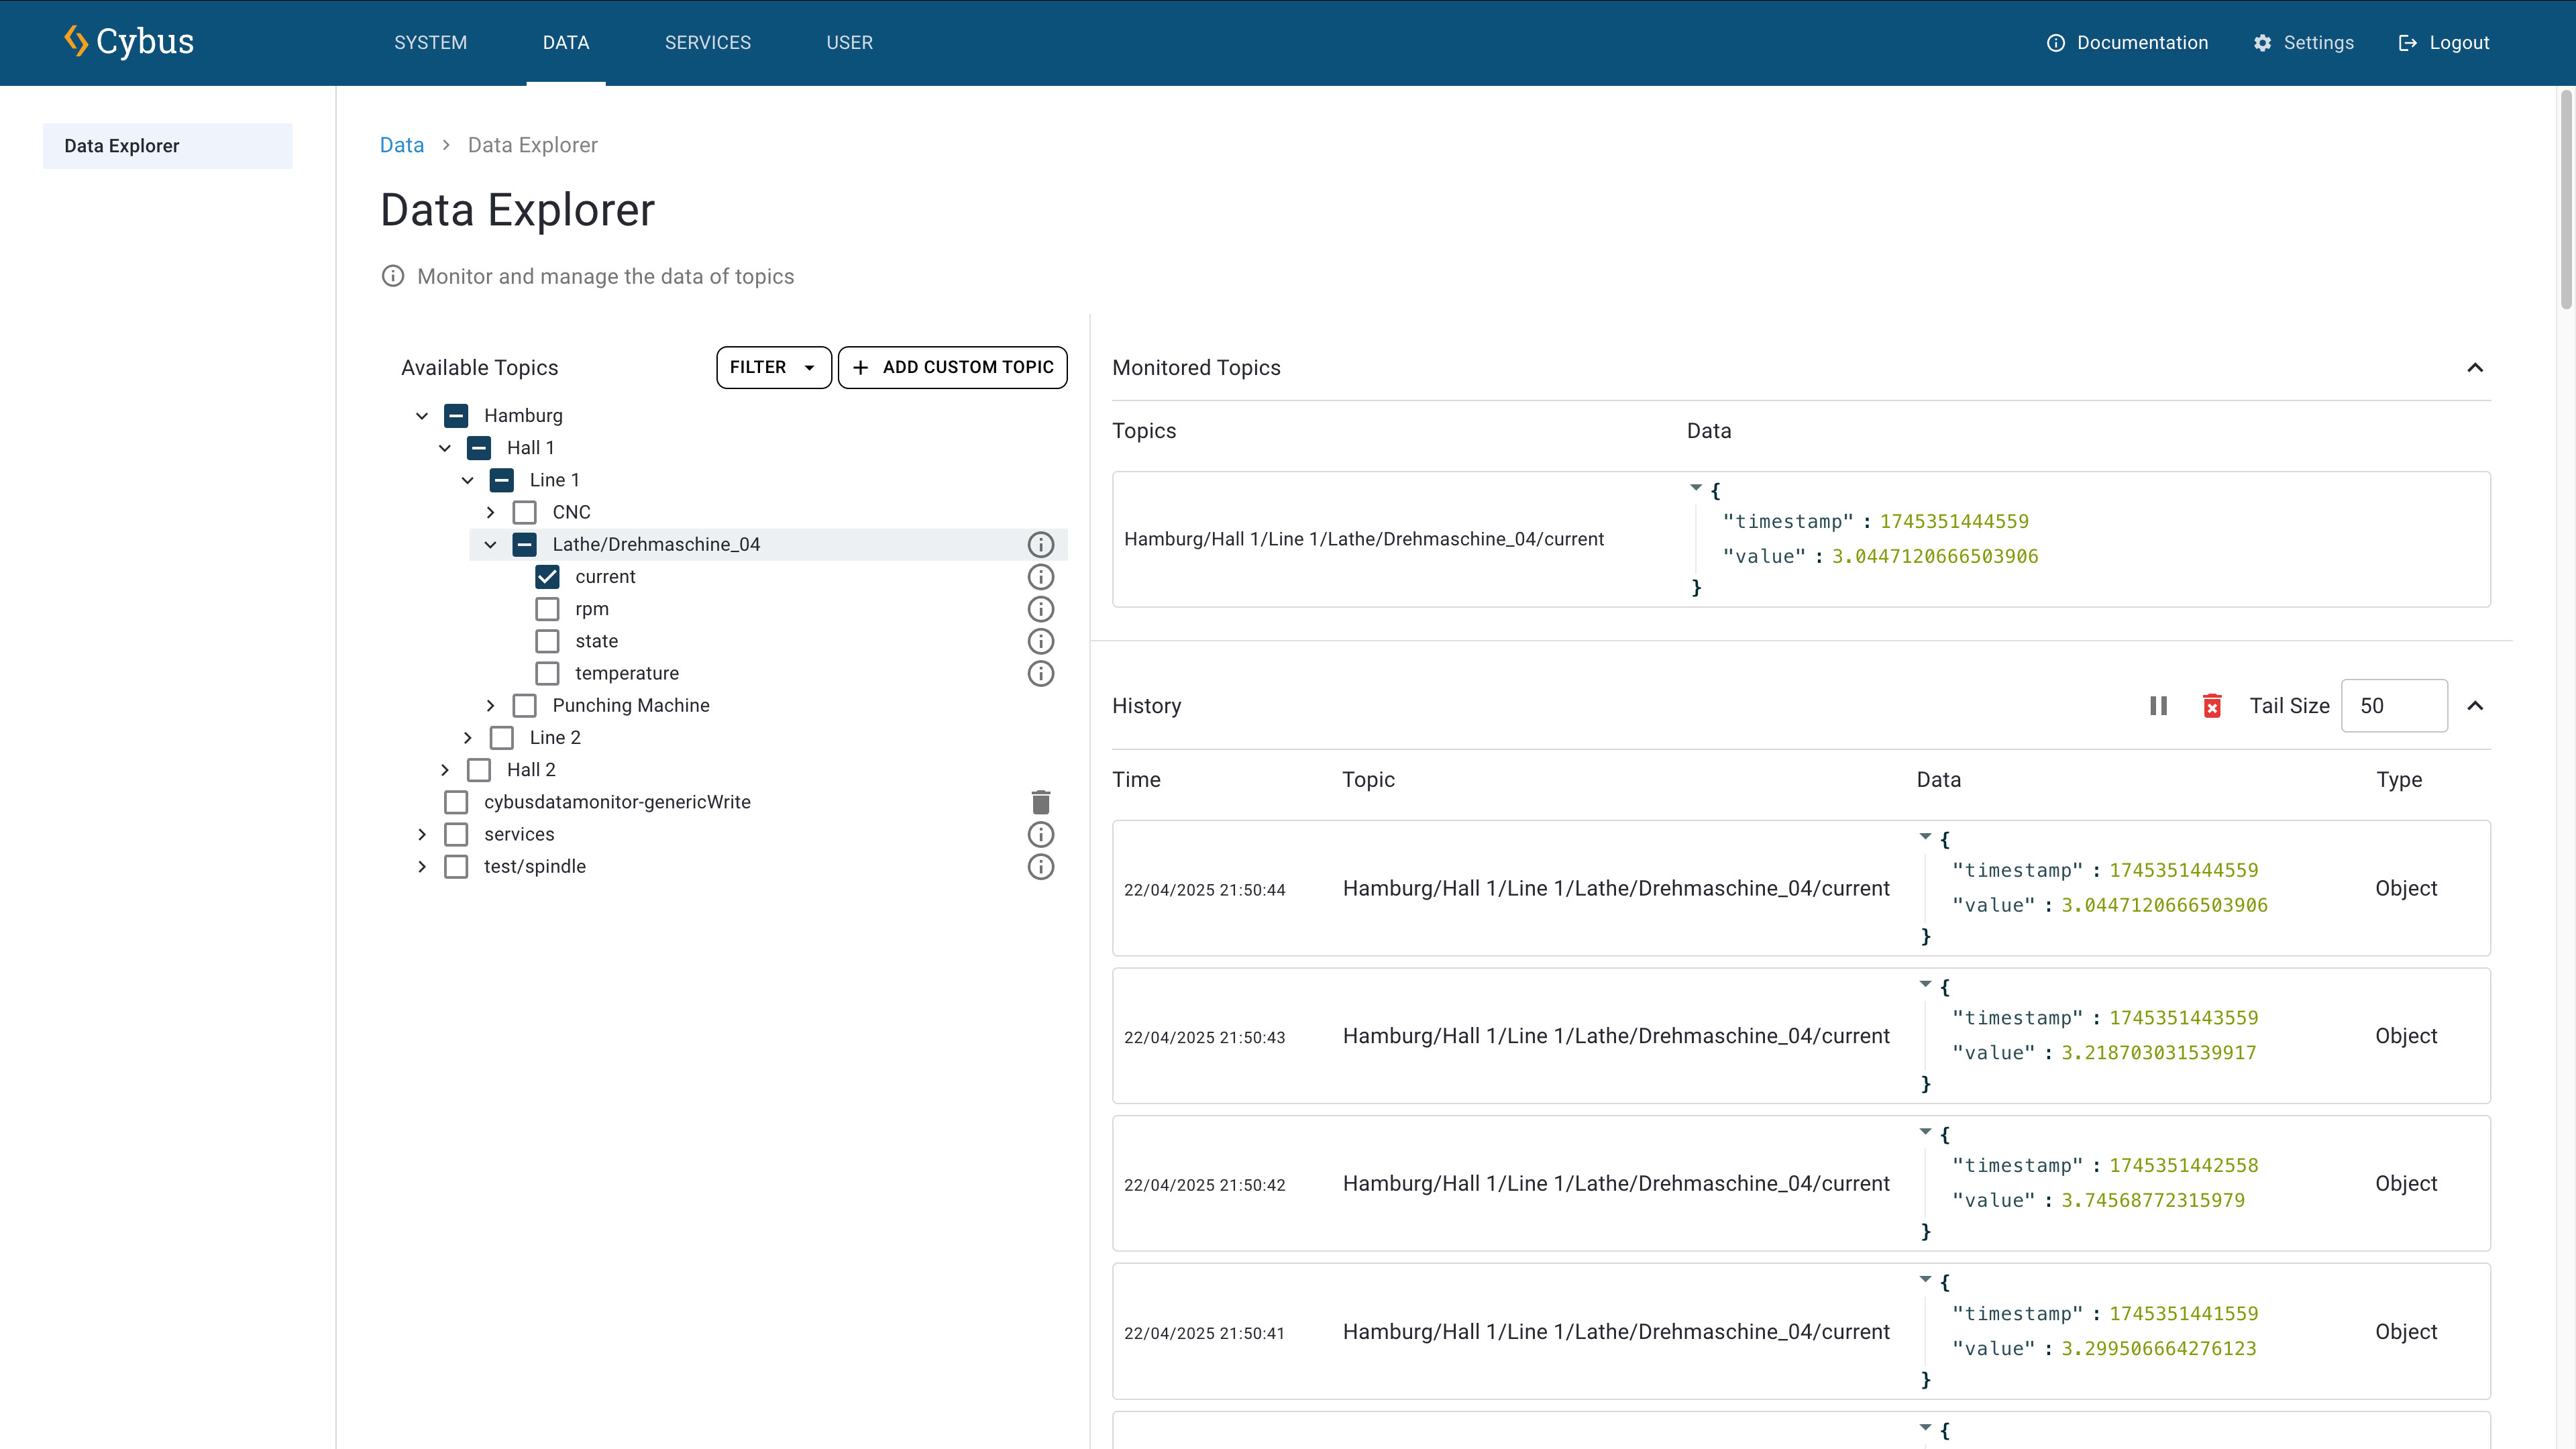 Cybus SYSTEM DATA SERVICES USER Documentation Settings Logout
Data Explorer
Data > Data Explorer
Data Explorer
Monitor and manage the data of topics
Available Topics FILTER + ADD CUSTOM TOPIC
Hamburg
Hall 1
Line 1
CNC
Lathe/Drehmaschine_04
current
rpm
state
temperature
Punching Machine
Line 2
Hall 2
cybusdatamonitor-genericWrite
services
test/spindle
Monitored Topics
Topics Data
Hamburg/Hall 1/Line 1/Lathe/Drehmaschine_04/current
{
"timestamp" : 1745351444559
"value" : 3.0447120666503906
}
History Tail Size 50
Time Topic Data Type
22/04/2025 21:50:44 Hamburg/Hall 1/Line 1/Lathe/Drehmaschine_04/current
{
"timestamp" : 1745351444559
"value" : 3.0447120666503906
}
Object
22/04/2025 21:50:43 Hamburg/Hall 1/Line 1/Lathe/Drehmaschine_04/current
{
"timestamp" : 1745351443559
"value" : 3.218703031539917
}
Object
22/04/2025 21:50:42 Hamburg/Hall 1/Line 1/Lathe/Drehmaschine_04/current
{
"timestamp" : 1745351442558
"value" : 3.74568772315979
}
Object
22/04/2025 21:50:41 Hamburg/Hall 1/Line 1/Lathe/Drehmaschine_04/current
{
"timestamp" : 1745351441559
"value" : 3.299506664276123
}
Object
{